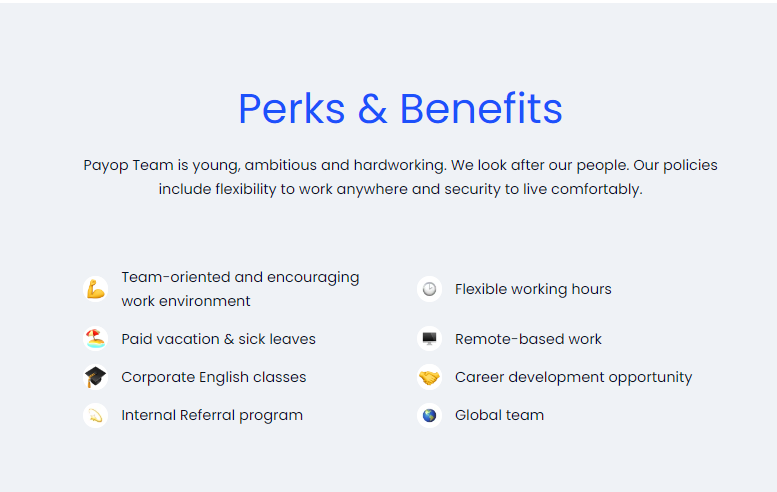 Perks & Benefits
Payop Team is young, ambitious and hardworking. We look after our people. Our policies
include flexibility to work anywhere and security to live comfortably.
Team-oriented and encouraging
work environment
Flexible working hours
Paid vacation & sick leaves
Remote-based work
Corporate English classes
Career development opportunity
Internal Referral program
Global team